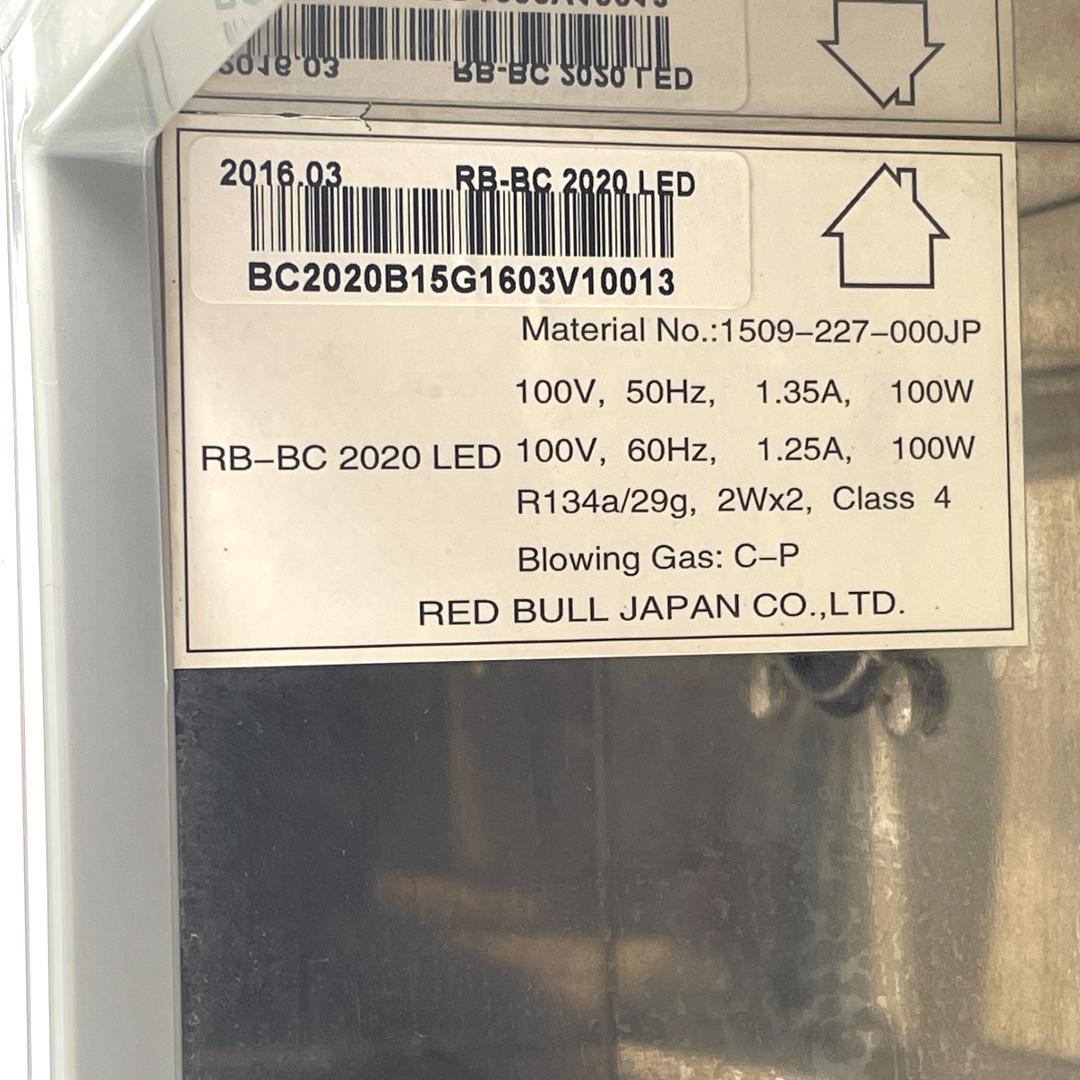 2016.03 RB-BC 2020 LED
BC2020B15G1603V10013
Material No.:1509-227-000JP
100V, 50Hz, 1.35A, 100W
RB-BC 2020 LED 100V, 60Hz, 1.25A, 100W
R134a/29g, 2Wx2, Class 4
Blowing Gas: C-P
RED BULL JAPAN CO.,LTD.